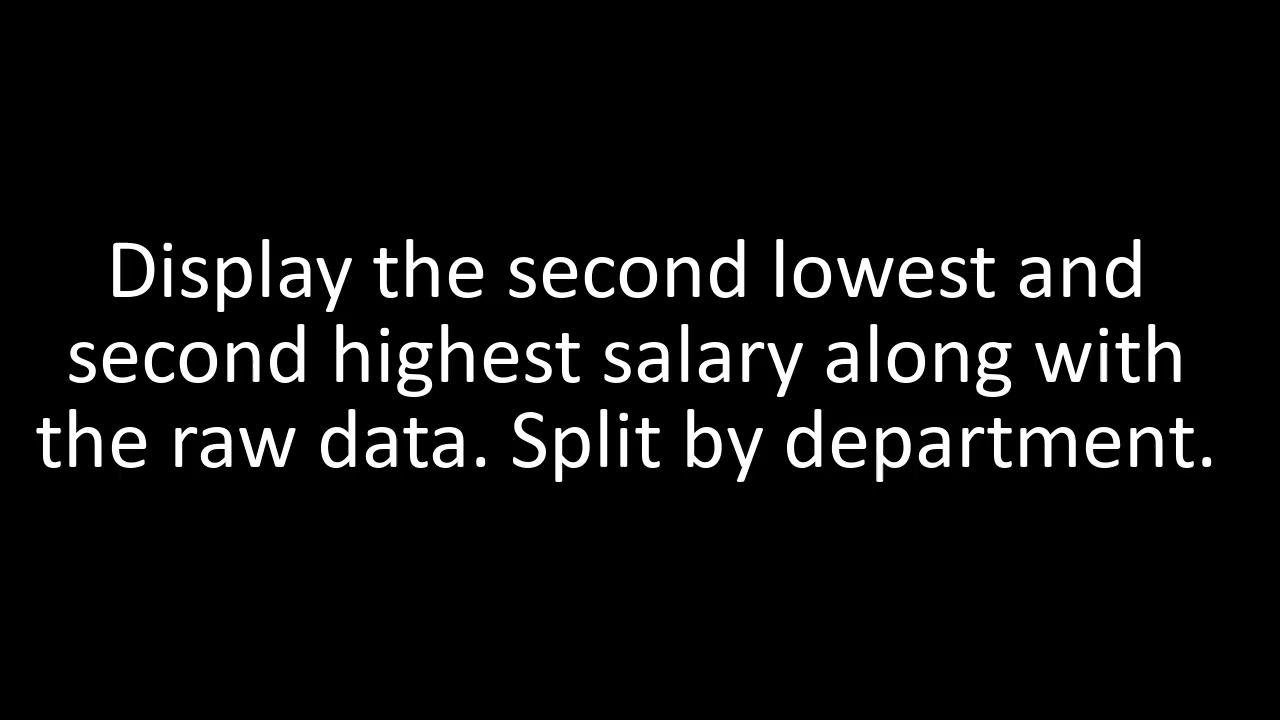 Display the second lowest and
second highest salary along with
the raw data. Split by department.